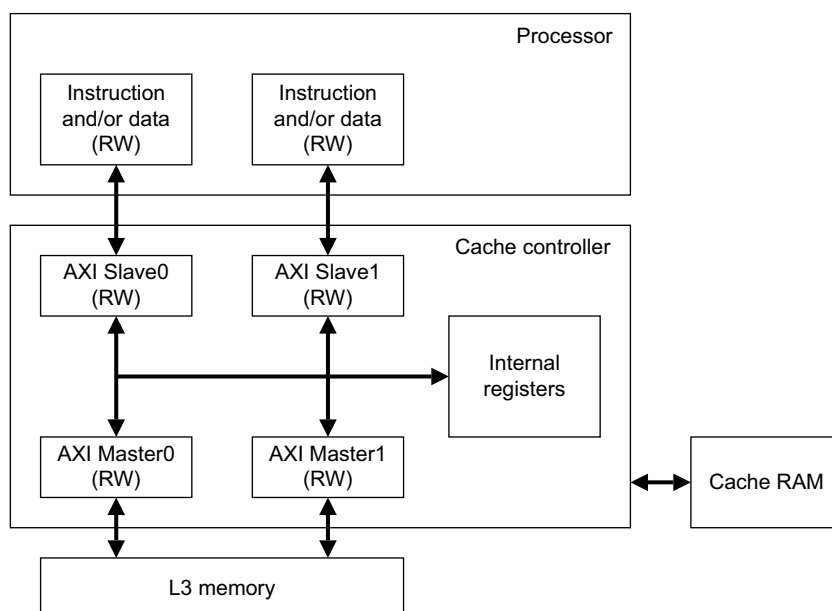 Processor
Instruction
and/or data
(RW)
Instruction
and/or data
(RW)
Cache controller
AXI Slave0
(RW)
AXI Slave1
(RW)
Internal
registers
AXI Master0
(RW)
AXI Master1
(RW)
Cache RAM
L3 memory